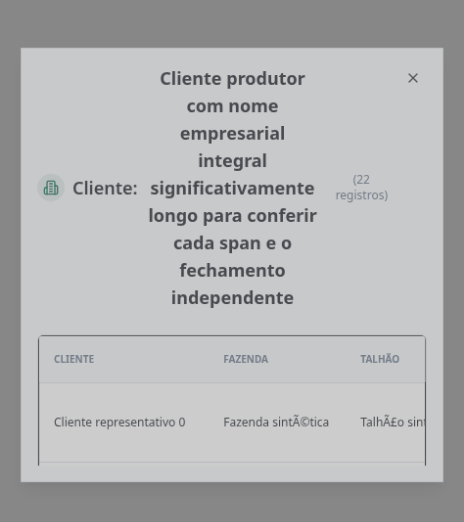 Cliente produtor
com nome
empresarial
integral
Cliente: significativamente (22 registros)
longo para conferir
cada span e o
fechamento
independente
CLIENTE FAZENDA TALHÃO
Cliente representativo 0 Fazenda sintÃ©tica TalhÃ£o sint